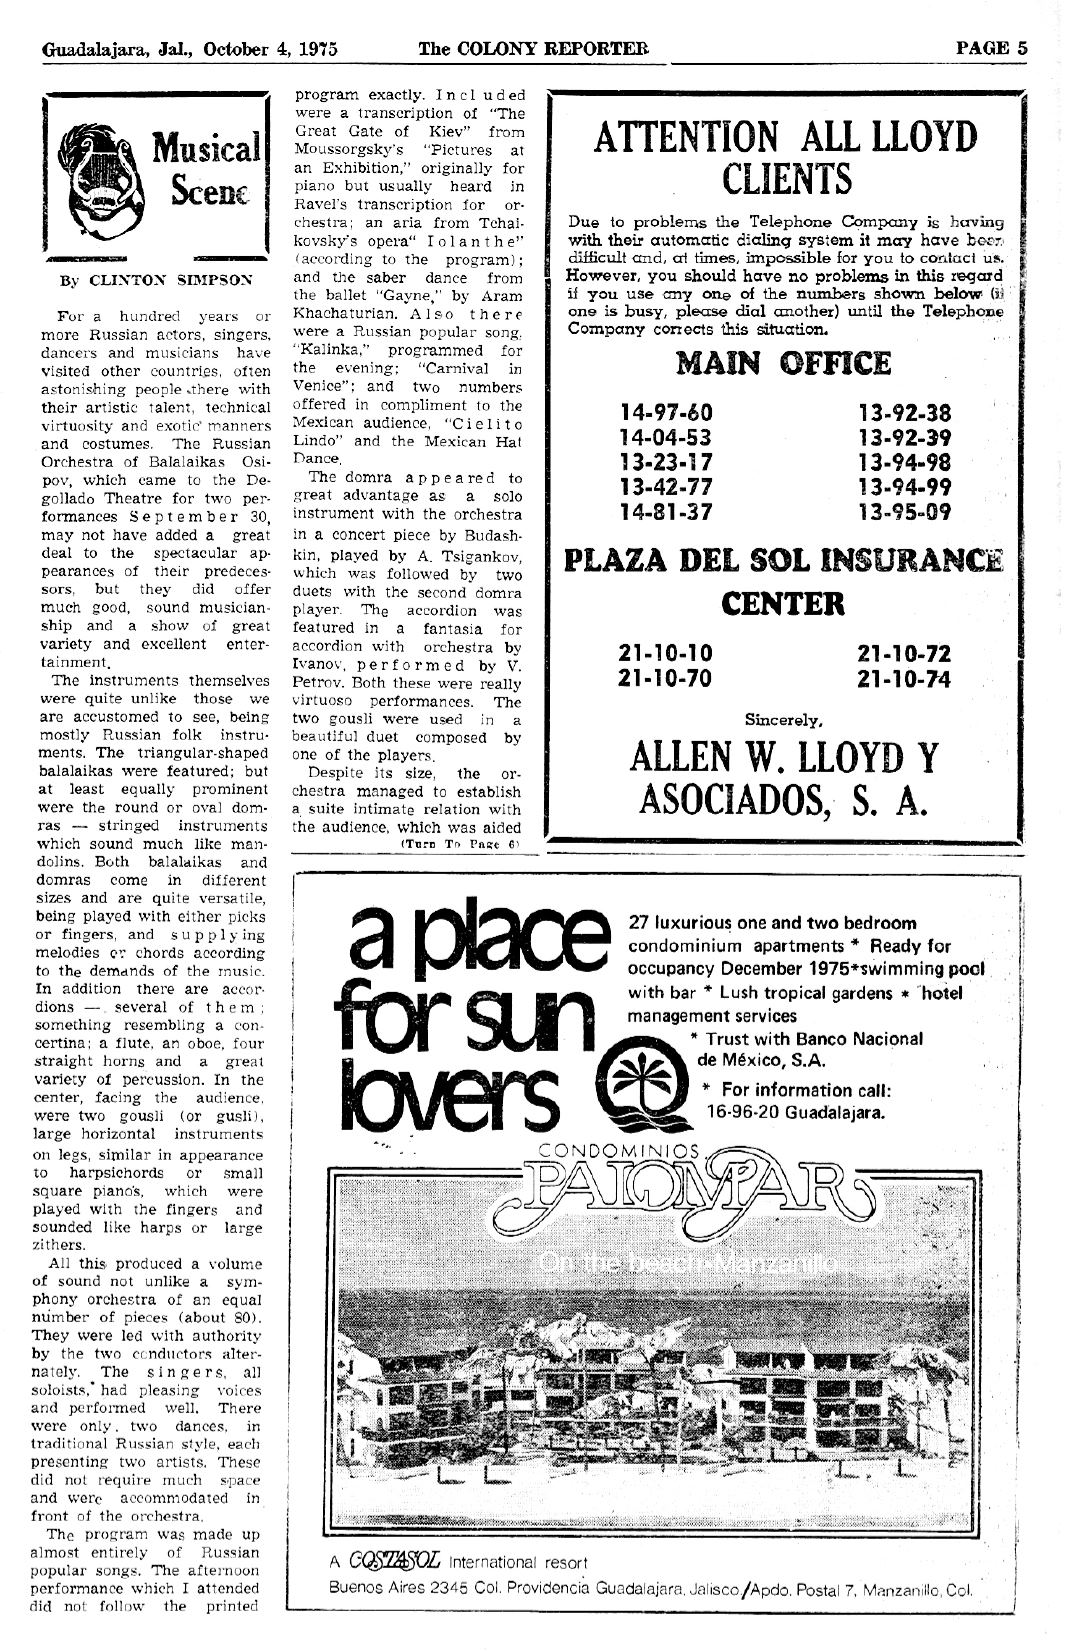 Guadalajara, Jal., October 4, 1975 The COLONY REPORTER PAGE 5
Musical
Scene
By CLINTON SIMPSON
For a hundred years or
more Russian actors, singers,
dancers and musicians have
visited other countries, often
astonishing people there with
their artistic talent, technical
virtuosity and exotic manners
and costumes. The Russian
Orchestra of Balalaikas Osi-
pov, which came to the De-
gollado Theatre for two per-
formances September 30,
may not have added a great
deal to the spectacular ap-
pearances of their predeces-
sors, but they did offer
much good, sound musician-
ship and a show of great
variety and excellent enter-
tainment.
The instruments themselves
were quite unlike those we
are accustomed to see, being
mostly Russian folk instru-
ments. The triangular-shaped
balalaikas were featured; but
at least equally prominent
were the round or oval dom-
ras — stringed instruments
which sound much like man-
dolins. Both balalaikas and
domras come in different
sizes and are quite versatile,
being played with either picks
or fingers, and supplying
melodies or chords according
to the demands of the music.
In addition there are accor-
dions — several of them;
something resembling a con-
certina; a flute, an oboe, four
straight horns and a great
variety of percussion. In the
center, facing the audience,
were two gousli (or gusli),
large horizontal instruments
on legs, similar in appearance
to harpsichords or small
square piano's, which were
played with the fingers and
sounded like harps or large
zithers.
All this produced a volume
of sound not unlike a sym-
phony orchestra of an equal
number of pieces (about 80).
They were led with authority
by the two conductors alter-
nately. The singers, all
soloists, had pleasing voices
and performed well. There
were only two dances, in
traditional Russian style, each
presenting two artists. These
did not require much space
and were accommodated in
front of the orchestra.
The program was made up
almost entirely of Russian
popular songs. The afternoon
performance which I attended
did not follow the printed
program exactly. Included
were a transcription of "The
Great Gate of Kiev" from
Moussorgsky's "Pictures at
an Exhibition," originally for
piano but usually heard in
Ravel's transcription for or-
chestra; an aria from Tchai-
kovsky's opera" Iolanthe"
(according to the program);
and the saber dance from
the ballet "Gayne," by Aram
Khachaturian. Also there
were a Russian popular song,
"Kalinka," programmed for
the evening; "Carnival in
Venice"; and two numbers
offered in compliment to the
Mexican audience, "Cielito
Lindo" and the Mexican Hat
Dance.
The domra appeared to
great advantage as a solo
instrument with the orchestra
in a concert piece by Budash-
kin, played by A. Tsigankov,
which was followed by two
duets with the second domra
player. The accordion was
featured in a fantasia for
accordion with orchestra by
Ivanov, performed by V.
Petrov. Both these were really
virtuoso performances. The
two gousli were used in a
beautiful duet composed by
one of the players.
Despite its size, the or-
chestra managed to establish
a suite intimate relation with
the audience, which was aided
(Turn To Page 6)
ATTENTION ALL LLOYD
CLIENTS
Due to problems the Telephone Company is having
with their automatic dialing system it may have been
difficult and, at times, impossible for you to contact us.
However, you should have no problems in this regard
if you use any one of the numbers shown below (if
one is busy, please dial another) until the Telephone
Company corrects this situation.
MAIN OFFICE
14-97-60 13-92-38
14-04-53 13-92-39
13-23-17 13-94-98
13-42-77 13-94-99
14-81-37 13-95-09
PLAZA DEL SOL INSURANCE
CENTER
21-10-10 21-10-72
21-10-70 21-10-74
Sincerely,
ALLEN W. LLOYD Y
ASOCIADOS, S. A.
a place
for sun
lovers
27 luxurious one and two bedroom
condominium apartments * Ready for
occupancy December 1975*swimming pool
with bar * Lush tropical gardens * hotel
management services
* Trust with Banco Nacional
de México, S.A.
* For information call:
16-96-20 Guadalajara.
CONDOMINIOS
PALOMAR
On the beach•Manzanillo
A COSTASOL International resort
Buenos Aires 2345 Col. Providencia Guadalajara, Jalisco/Apdo. Postal 7, Manzanillo, Col.